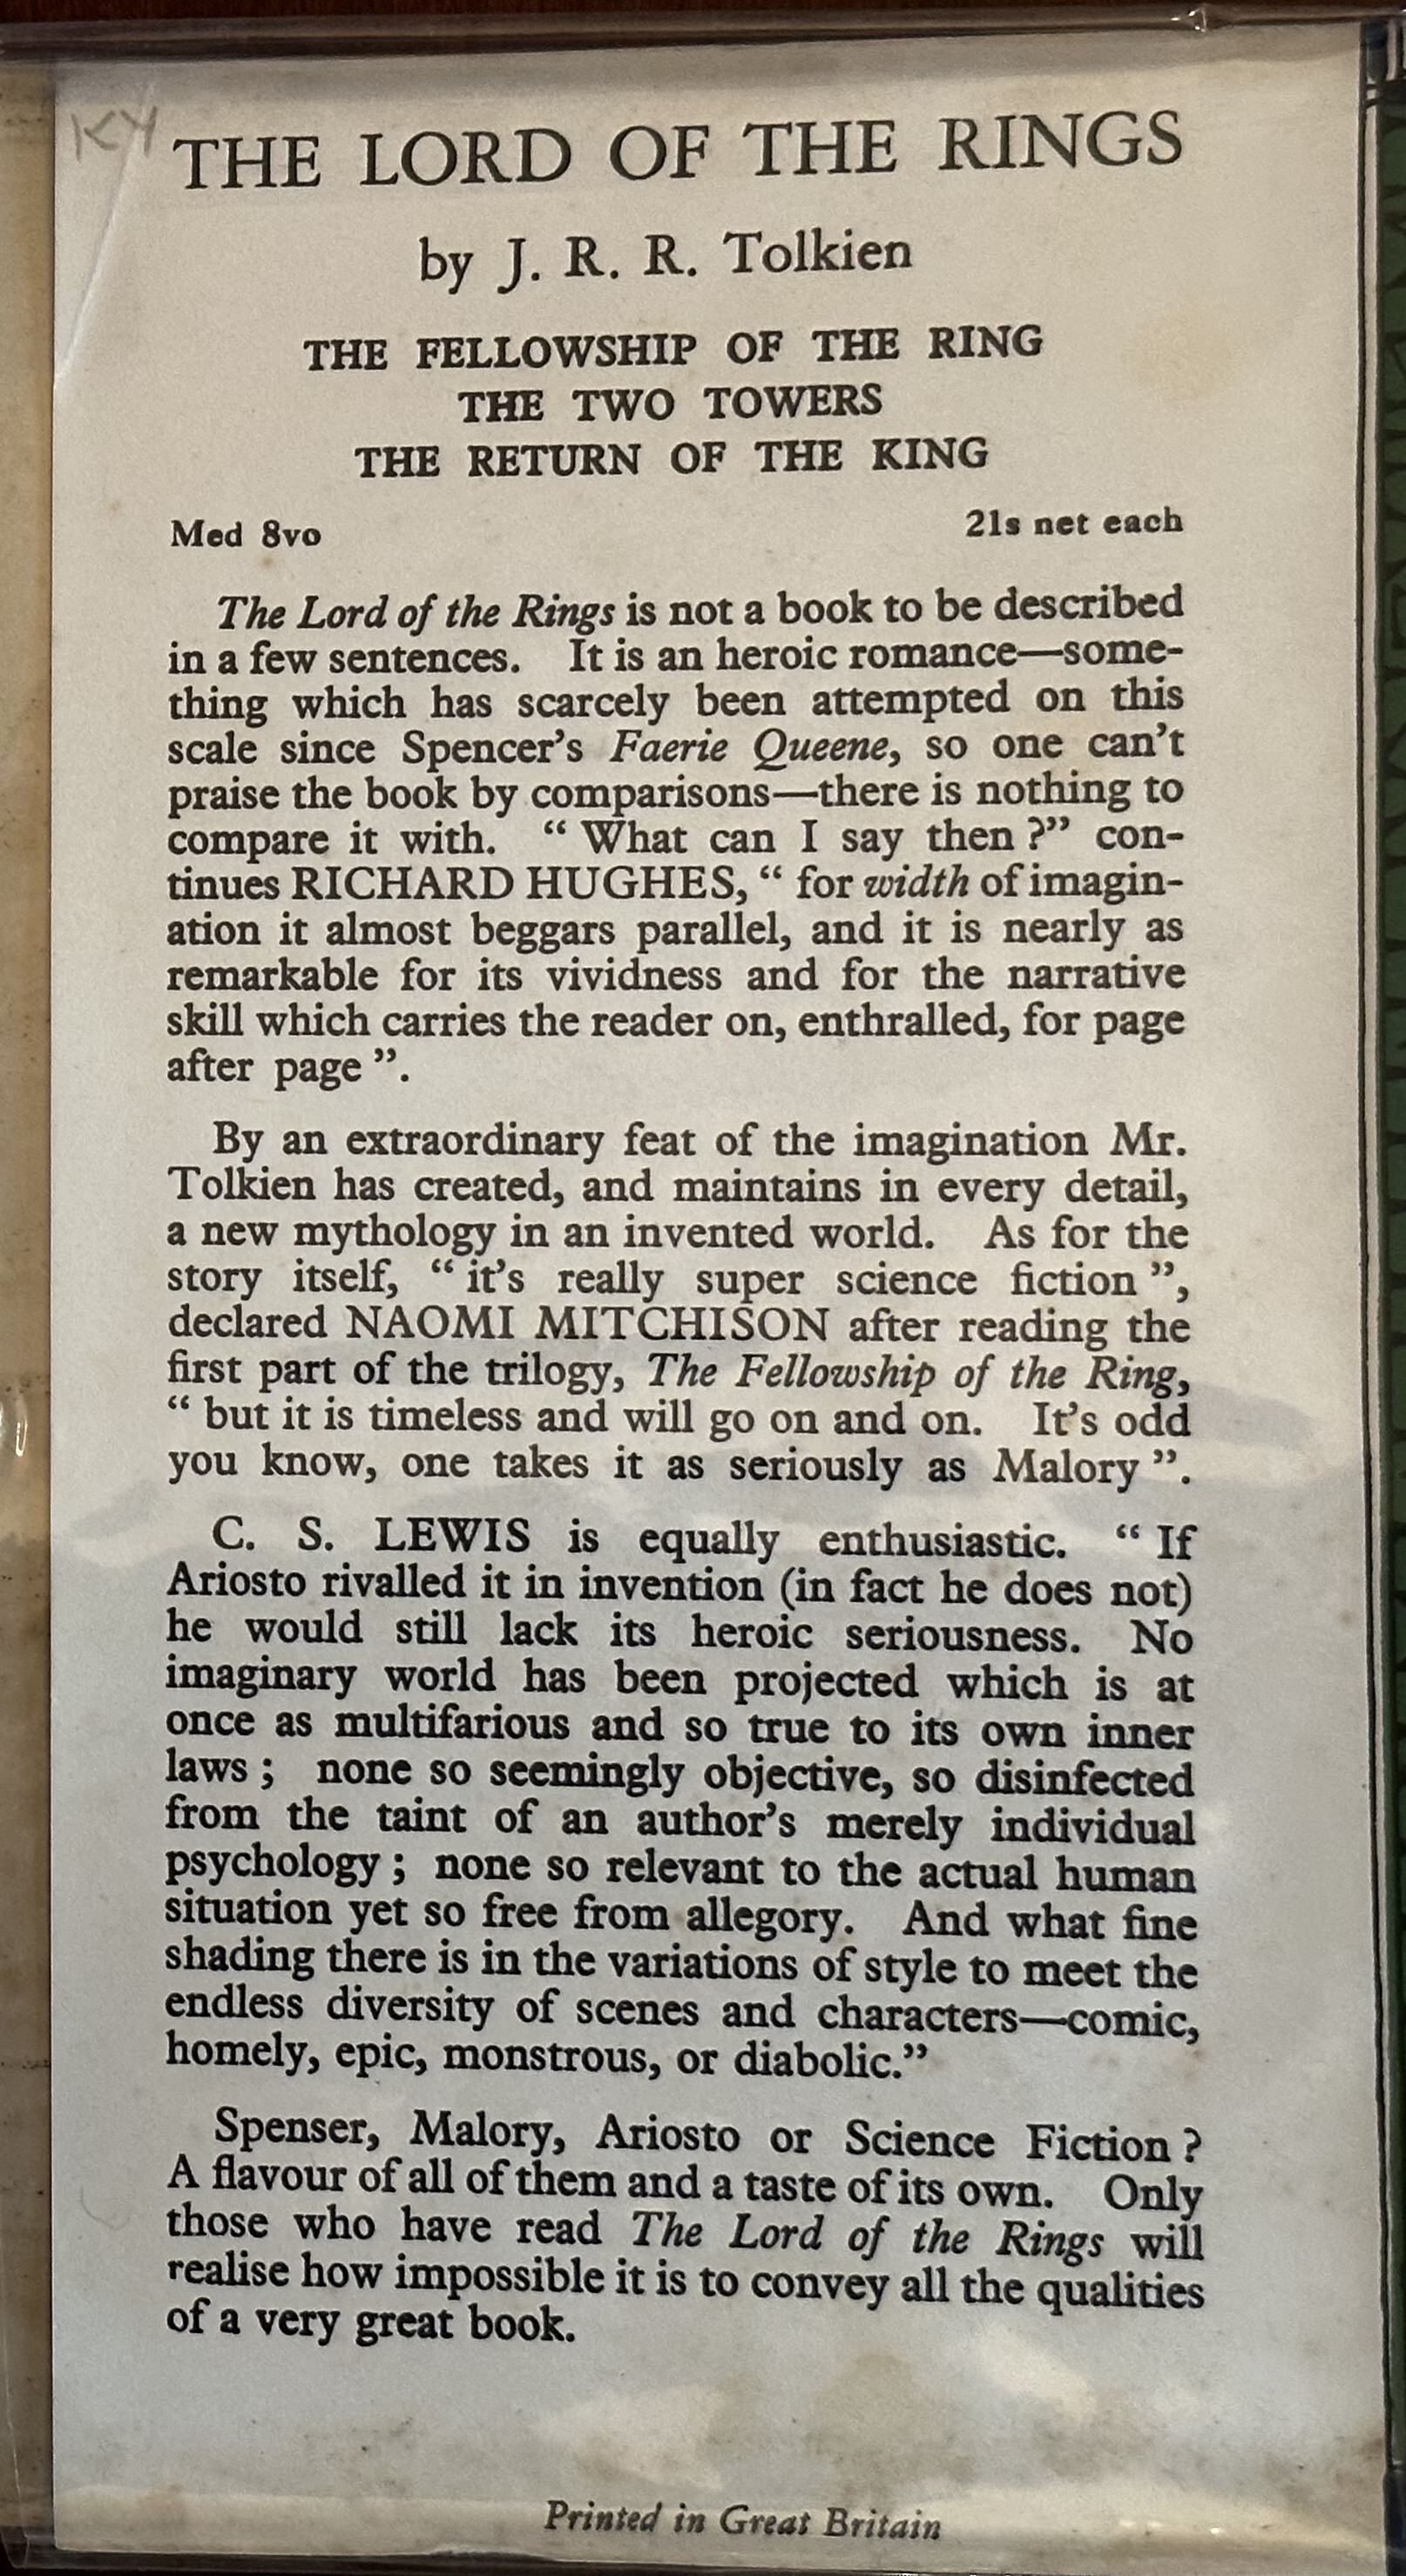 K4
THE LORD OF THE RINGS
by J. R. R. Tolkien
THE FELLOWSHIP OF THE RING
THE TWO TOWERS
THE RETURN OF THE KING
Med 8vo 21s net each
The Lord of the Rings is not a book to be described
in a few sentences. It is an heroic romance—some-
thing which has scarcely been attempted on this
scale since Spencer's Faerie Queene, so one can't
praise the book by comparisons—there is nothing to
compare it with. “ What can I say then ?” con-
tinues RICHARD HUGHES, “ for width of imagin-
ation it almost beggars parallel, and it is nearly as
remarkable for its vividness and for the narrative
skill which carries the reader on, enthralled, for page
after page ”.
By an extraordinary feat of the imagination Mr.
Tolkien has created, and maintains in every detail,
a new mythology in an invented world. As for the
story itself, “ it's really super science fiction ”,
declared NAOMI MITCHISON after reading the
first part of the trilogy, The Fellowship of the Ring,
“ but it is timeless and will go on and on. It's odd
you know, one takes it as seriously as Malory ”.
C. S. LEWIS is equally enthusiastic. “ If
Ariosto rivalled it in invention (in fact he does not)
he would still lack its heroic seriousness. No
imaginary world has been projected which is at
once as multifarious and so true to its own inner
laws ; none so seemingly objective, so disinfected
from the taint of an author's merely individual
psychology ; none so relevant to the actual human
situation yet so free from allegory. And what fine
shading there is in the variations of style to meet the
endless diversity of scenes and characters—comic,
homely, epic, monstrous, or diabolic.”
Spenser, Malory, Ariosto or Science Fiction ?
A flavour of all of them and a taste of its own. Only
those who have read The Lord of the Rings will
realise how impossible it is to convey all the qualities
of a very great book.
Printed in Great Britain